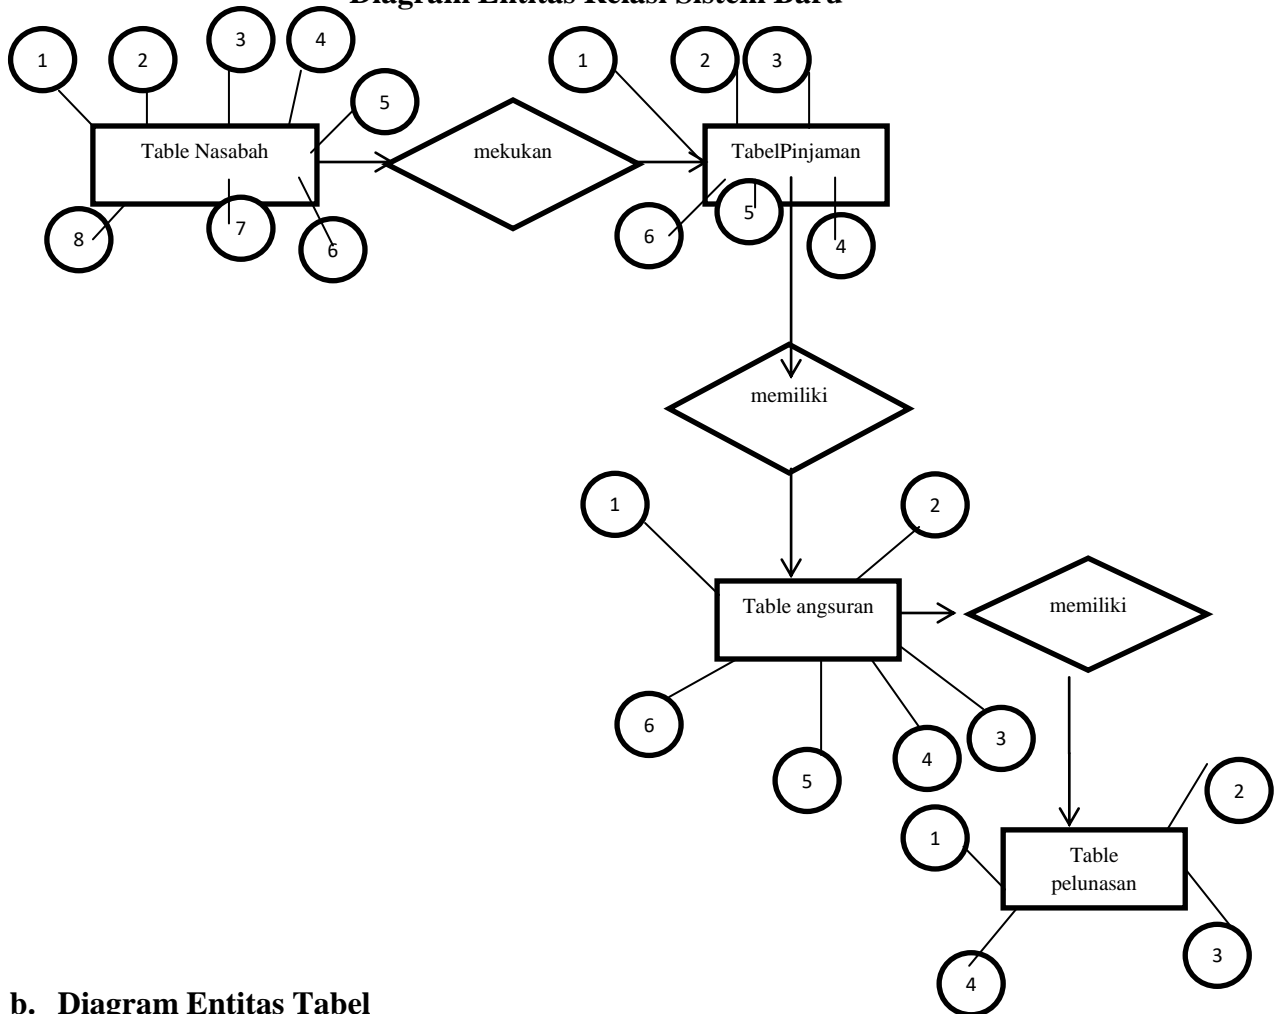 Diagram Entitas Relasi Sistem Baru
1 2 3 4 1 2 3
5
Table Nasabah mekukan TabelPinjaman
8 7 6 6 5 4
memiliki
1 2
Table angsuran memiliki
6 5 4 3
1 2
Table
pelunasan
4 3
b. Diagram Entitas Tabel